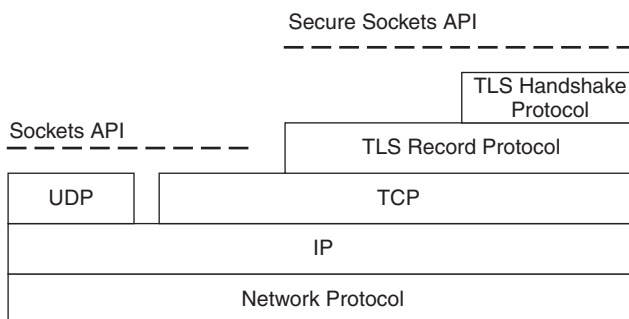 Secure Sockets API
TLS Handshake
Protocol
Sockets API
TLS Record Protocol
UDP
TCP
IP
Network Protocol